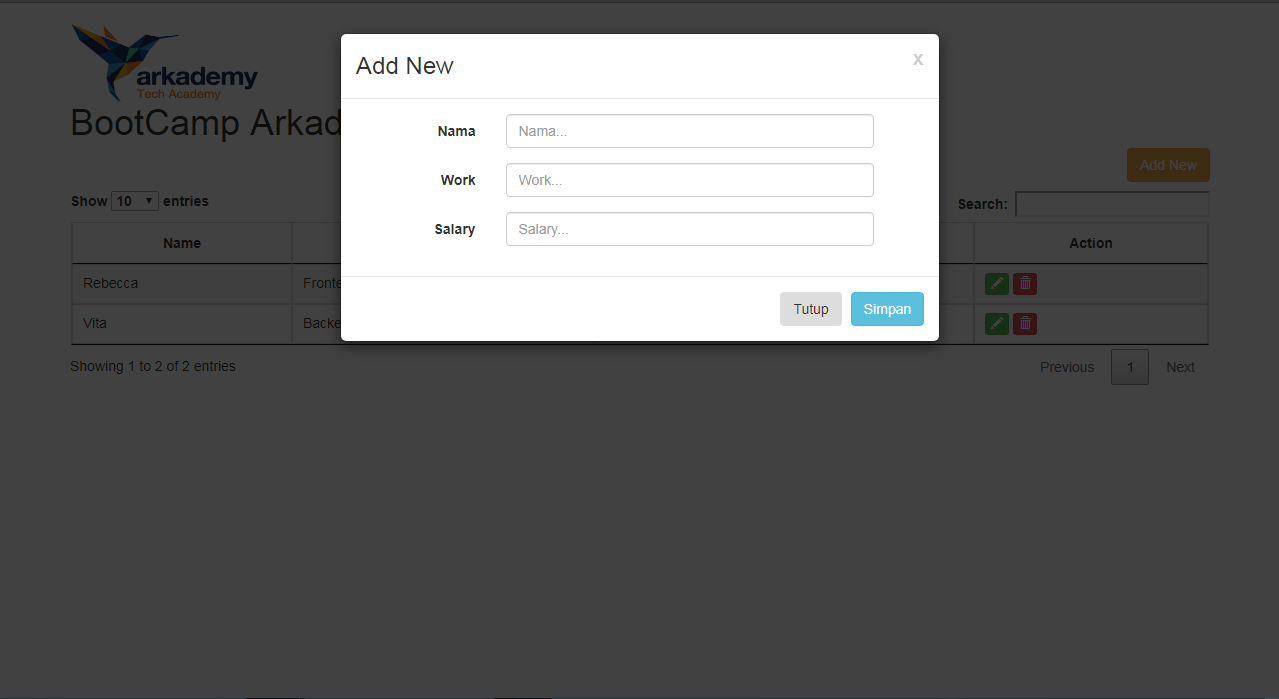 arkademy
Tech Academy
BootCamp Arkad
Add New
x
Nama
Nama...
Work
Work...
Salary
Salary...
Tutup
Simpan
Add New
Show 10 entries
Search:
Name
Action
Rebecca
Fronte
Vita
Backe
Showing 1 to 2 of 2 entries
Previous 1 Next